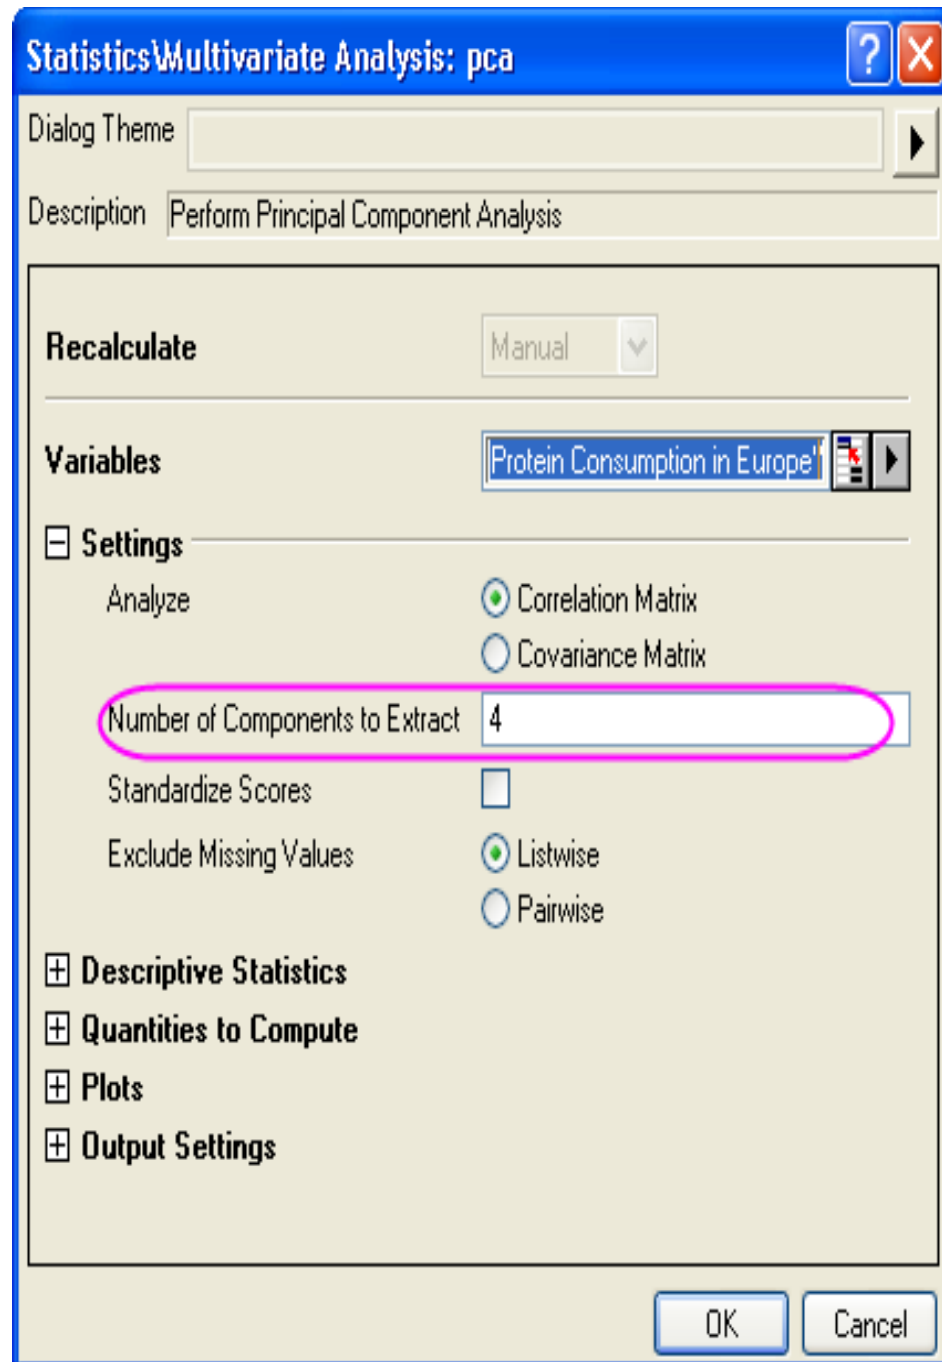 Statistics\Multivariate Analysis: pca
Dialog Theme
Description Perform Principal Component Analysis
Recalculate Manual
Variables Protein Consumption in Europe"
Settings
Analyze Correlation Matrix
Covariance Matrix
Number of Components to Extract 4
Standardize Scores
Exclude Missing Values Listwise
Pairwise
Descriptive Statistics
Quantities to Compute
Plots
Output Settings
OK Cancel